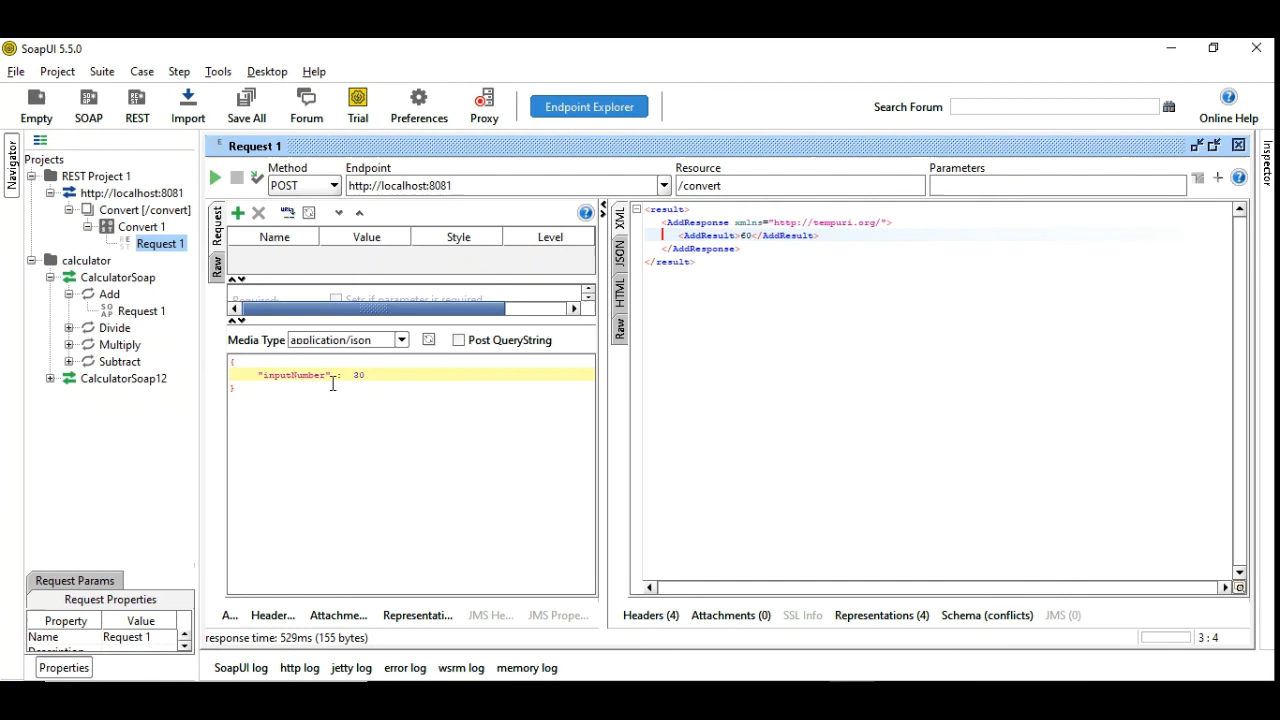 SoapUI 5.5.0
File Project Suite Case Step Tools Desktop Help
Empty SOAP REST Import Save All Forum Trial Preferences Proxy Endpoint Explorer Search Forum Online Help
Navigator
Projects
REST Project 1
http://localhost:8081
Convert [/convert]
Convert 1
Request 1
calculator
CalculatorSoap
Add
Request 1
Divide
Multiply
Subtract
CalculatorSoap12
Request Params
Request Properties
Property Value
Name Request 1
Description
Properties
Request 1
Method Endpoint Resource Parameters
POST http://localhost:8081 /convert
Request
Raw
Name Value Style Level
Required: Sets if parameter is required
Media Type application/json Post QueryString
{
"inputNumber" : 30
}
A... Header... Attachme... Representati... JMS He... JMS Prope...
XML
JSON
HTML
Raw
<result>
<AddResponse xmlns="http://tempuri.org/">
<AddResult>60</AddResult>
</AddResponse>
</result>
Headers (4) Attachments (0) SSL Info Representations (4) Schema (conflicts) JMS (0)
response time: 529ms (155 bytes)
3 : 4
SoapUI log http log jetty log error log wsrm log memory log
Inspector